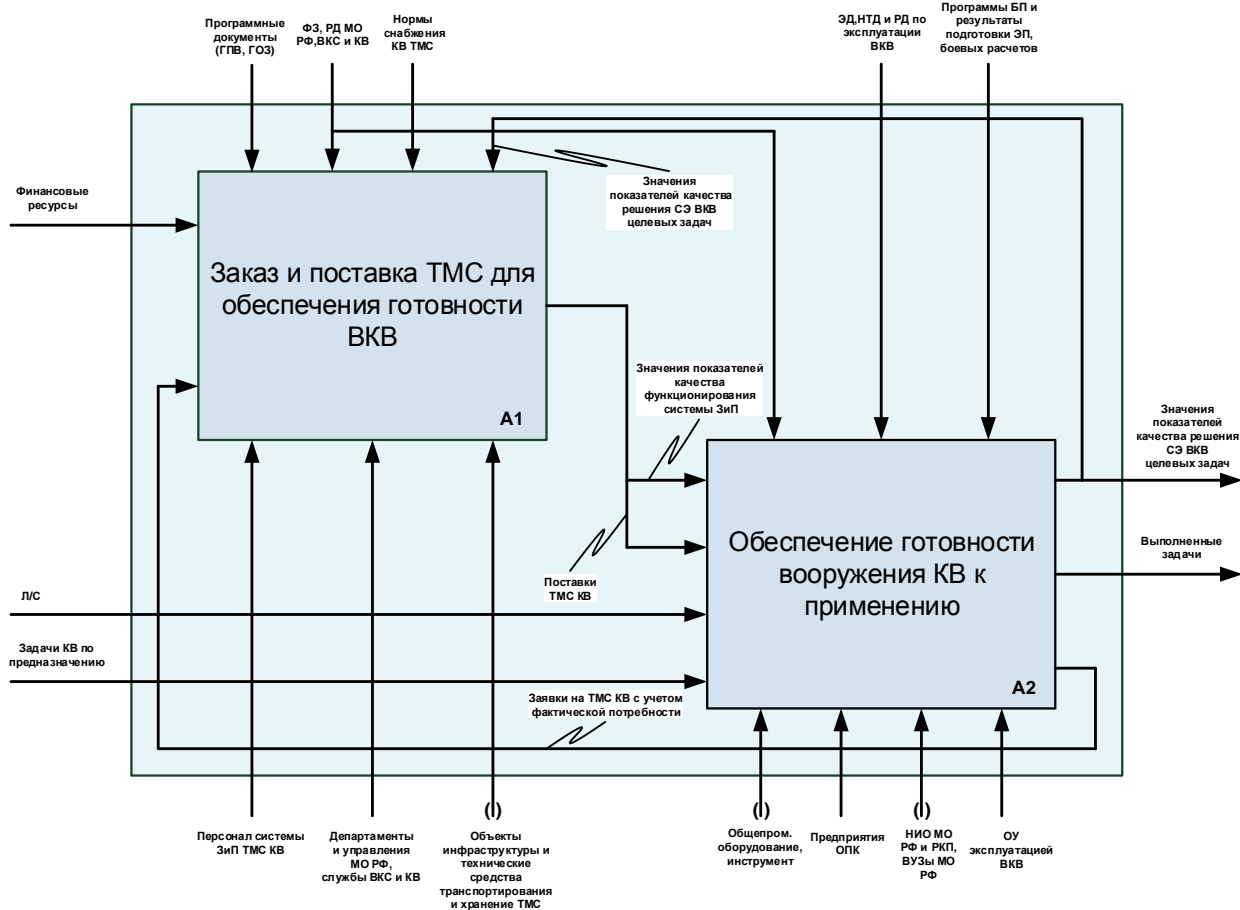 Программные
документы
(ГПВ, ГОЗ)
ФЗ, РД МО
РФ,ВКС и КВ
Нормы
снабжения
КВ ТМС
ЭД,НТД и РД по
эксплуатации
ВКВ
Программы БП и
результаты
подготовки ЭП,
боевых расчетов
Финансовые
ресурсы
Значения
показателей качества
решения СЭ ВКВ
целевых задач
Заказ и поставка ТМС для
обеспечения готовности
ВКВ
А1
Значения показателей
качества
функционирования
системы ЗиП
Значения
показателей
качества решения
СЭ ВКВ
целевых задач
Обеспечение готовности
вооружения КВ к
применению
А2
Выполненные
задачи
Поставки
ТМС КВ
Л/С
Задачи КВ по
предназначению
Заявки на ТМС КВ с учетом
фактической потребности
()
()
()
Персонал системы
ЗиП ТМС КВ
Департаменты
и управления
МО РФ,
службы ВКС и КВ
Объекты
инфраструктуры и
технические
средства
транспортирования
и хранение ТМС
Общепром.
оборудование,
инструмент
Предприятия
ОПК
НИО МО
РФ и РКП,
ВУЗы МО
РФ
ОУ
эксплуатацией
ВКВ